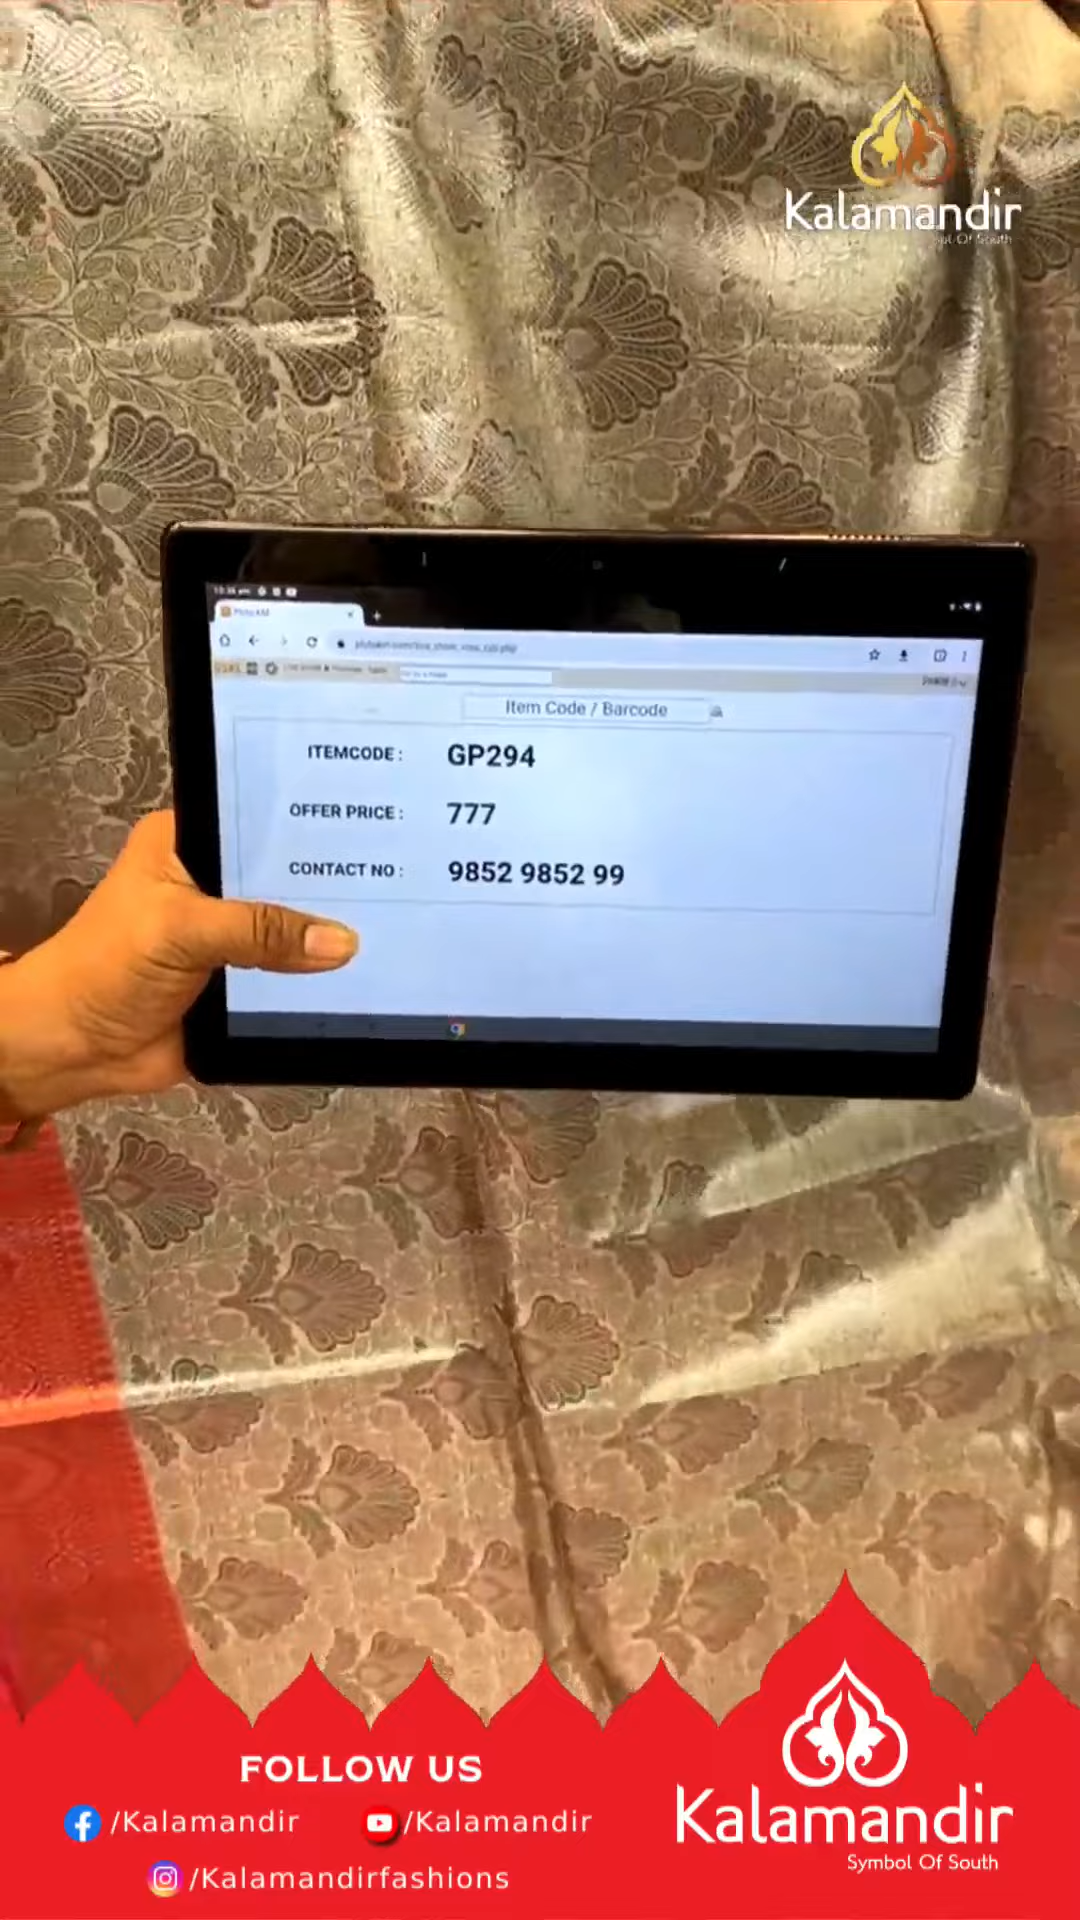 Kalamandir
Item Code / Barcode
ITEMCODE : GP294
OFFER PRICE : 777
CONTACT NO : 9852 9852 99
FOLLOW US
/Kalamandir
/Kalamandir
/Kalamandirfashions
Kalamandir
Symbol Of South